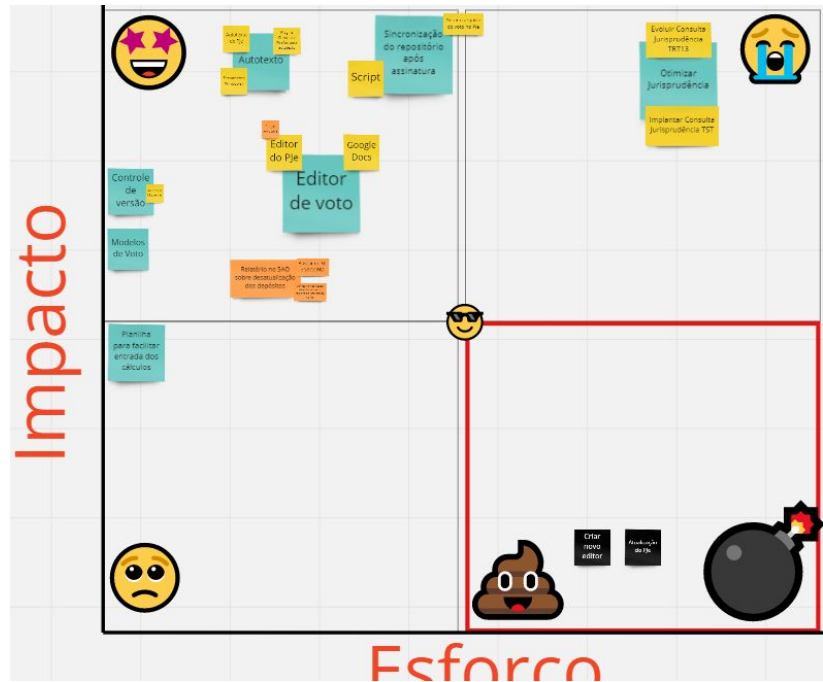 Autotexto
Sincronização
do repositório
após
assinatura
Script
Evoluir Consulta
Jurisprudência
TRT13
Otimizar
Jurisprudência
Implantar Consulta
Jurisprudência TST
Editor
do PJe
Google
Docs
Editor
de voto
Controle
de
versão
Modelos
de Voto
Relatório no SAO
sobre desatualização
dos depósitos
Planilha
para facilitar
entrada dos
cálculos
Criar
novo
editor
Atualização
do PJe
Impacto
Esforço